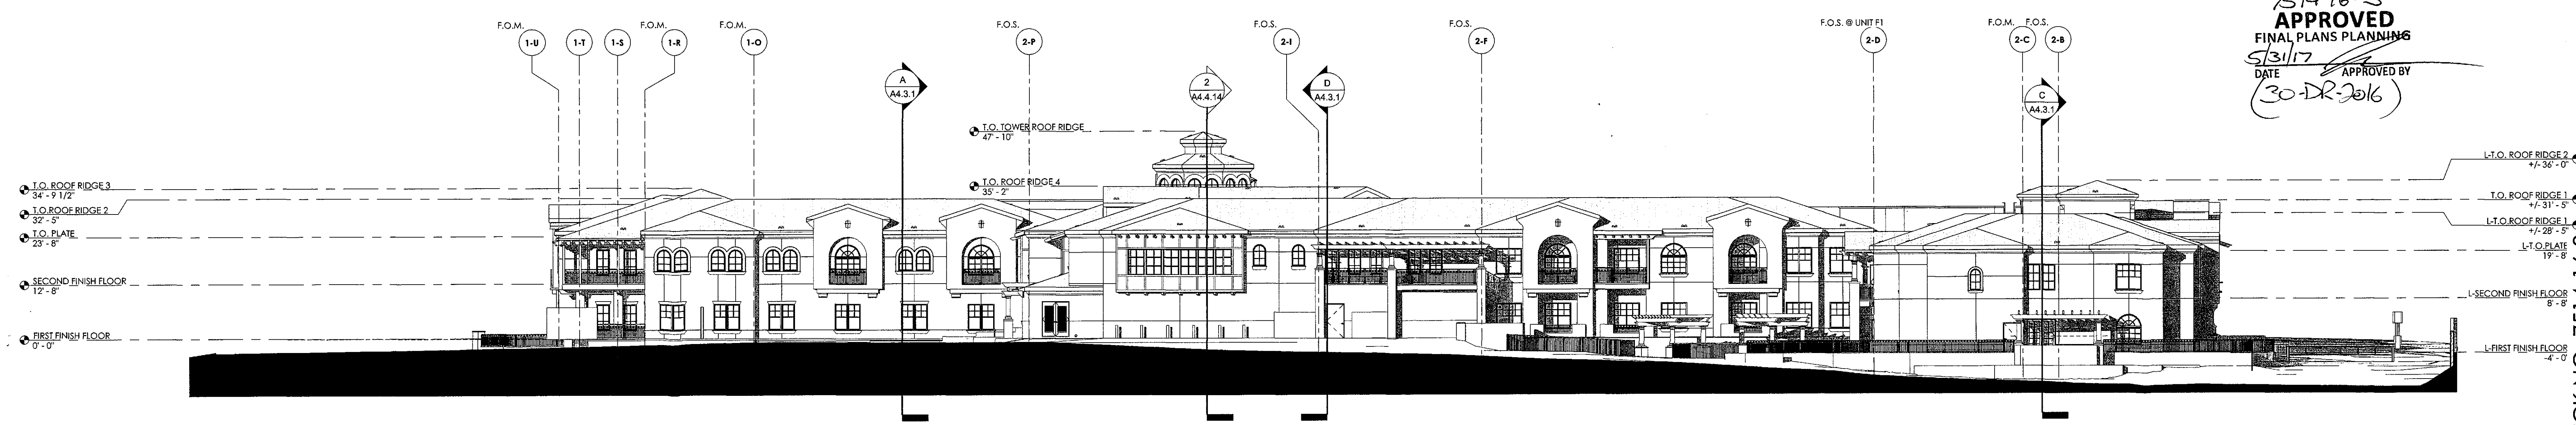 F.O.M.
1-U
1-T
1-S
F.O.M.
1-R
F.O.M.
1-O
F.O.S.
2-P
F.O.S.
2-I
F.O.S.
2-F
F.O.S. @ UNIT F1
2-D
F.O.M.
2-C
F.O.S.
2-B
APPROVED
FINAL PLANS PLANNING
5/31/17
DATE APPROVED BY
(30-DR-2016)
A
A4.3.1
2
A4.4.14
D
A4.3.1
C
A4.3.1
T.O. TOWER ROOF RIDGE
47' - 10"
T.O. ROOF RIDGE 4
35' - 2"
T.O. ROOF RIDGE 3
34' - 9 1/2"
T.O.ROOF RIDGE 2
32' - 5"
T.O. PLATE
23' - 8"
SECOND FINISH FLOOR
12' - 8"
FIRST FINISH FLOOR
0' - 0"
L-T.O. ROOF RIDGE 2
+/- 36' - 0"
T.O. ROOF RIDGE 1
+/- 31' - 5"
L-T.O.ROOF RIDGE 1
+/- 28' - 5"
L-T.O.PLATE
19' - 8'
L-SECOND FINISH FLOOR
8' - 8'
L-FIRST FINISH FLOOR
-4' - 0'